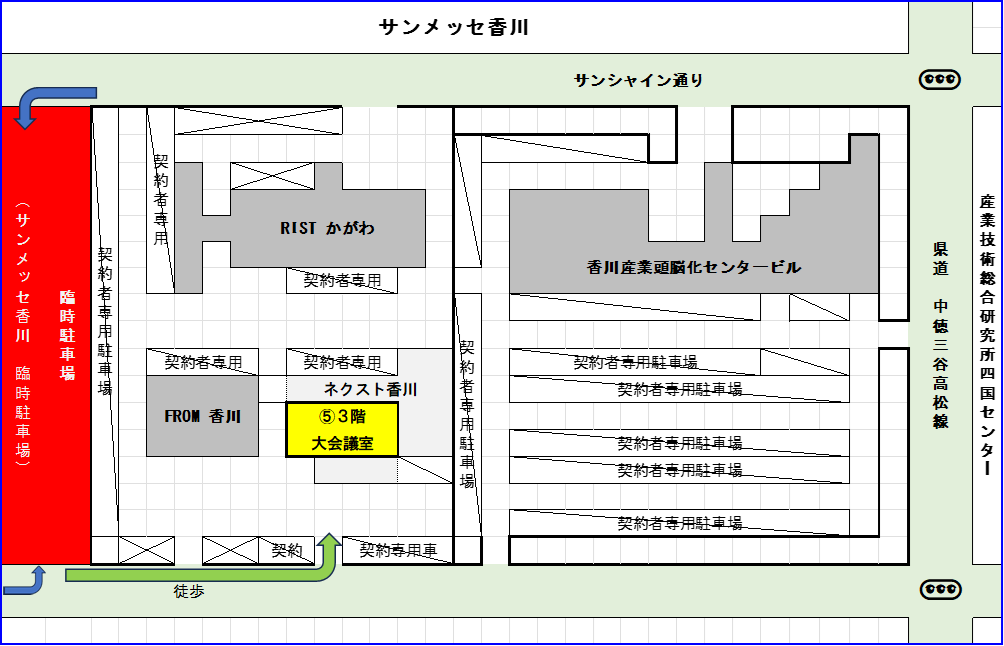 サンメッセ香川
サンシャイン通り
契約者専用
RIST かがわ
香川産業頭脳化センタービル
契約者専用
産業技術総合研究所四国センター
県道 中徳三谷高松線
(サンメッセ香川 臨時駐車場)
臨時駐車場
契約者専用駐車場
契約者専用
契約者専用
契約者専用駐車場
契約者専用駐車場
ネクスト香川
FROM 香川
⑤３階
大会議室
契約者専用駐車場
契約者専用駐車場
契約者専用駐車場
契約者専用駐車場
契約
契約専用車
徒歩